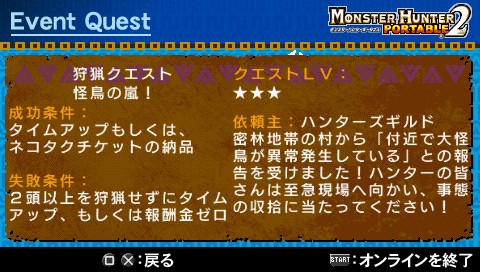 Event Quest
MONSTER HUNTER
PORTABLE 2
狩猟クエスト
怪鳥の嵐！
成功条件：
タイムアップもしくは、
ネコタクチケットの納品
失敗条件：
２頭以上を狩猟せずにタイム
アップ、もしくは報酬金ゼロ
クエストＬＶ：
★★★
依頼主：ハンターズギルド
密林地帯の村から「付近で大怪
鳥が異常発生している」との報
告を受けました！ハンターの皆
さんは至急現場へ向かい、事態
の収拾に当たってください！
□×:戻る
START:オンラインを終了